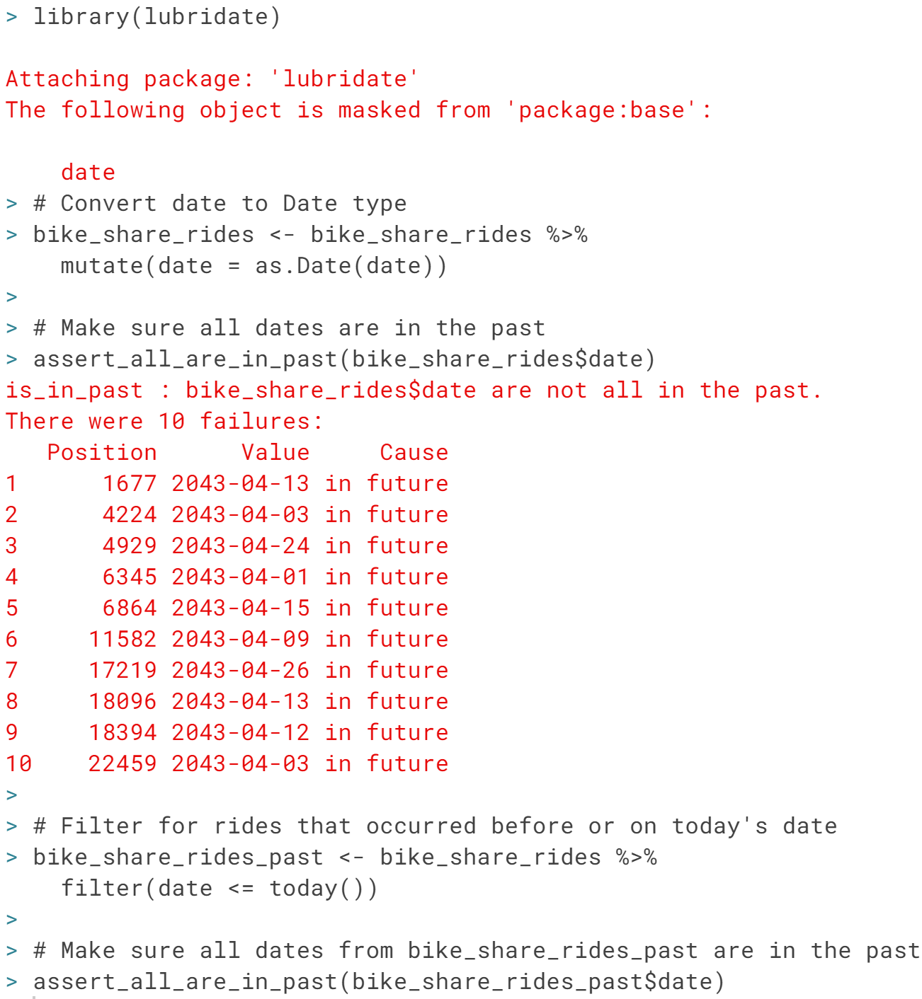 > library(lubridate)
Attaching package: 'lubridate'
The following object is masked from 'package:base':
    date
> # Convert date to Date type
> bike_share_rides <- bike_share_rides %>%
    mutate(date = as.Date(date))
>
> # Make sure all dates are in the past
> assert_all_are_in_past(bike_share_rides$date)
is_in_past : bike_share_rides$date are not all in the past.
There were 10 failures:
   Position      Value     Cause
1      1677 2043-04-13 in future
2      4224 2043-04-03 in future
3      4929 2043-04-24 in future
4      6345 2043-04-01 in future
5      6864 2043-04-15 in future
6     11582 2043-04-09 in future
7     17219 2043-04-26 in future
8     18096 2043-04-13 in future
9     18394 2043-04-12 in future
10    22459 2043-04-03 in future
>
> # Filter for rides that occurred before or on today's date
> bike_share_rides_past <- bike_share_rides %>%
    filter(date <= today())
>
> # Make sure all dates from bike_share_rides_past are in the past
> assert_all_are_in_past(bike_share_rides_past$date)